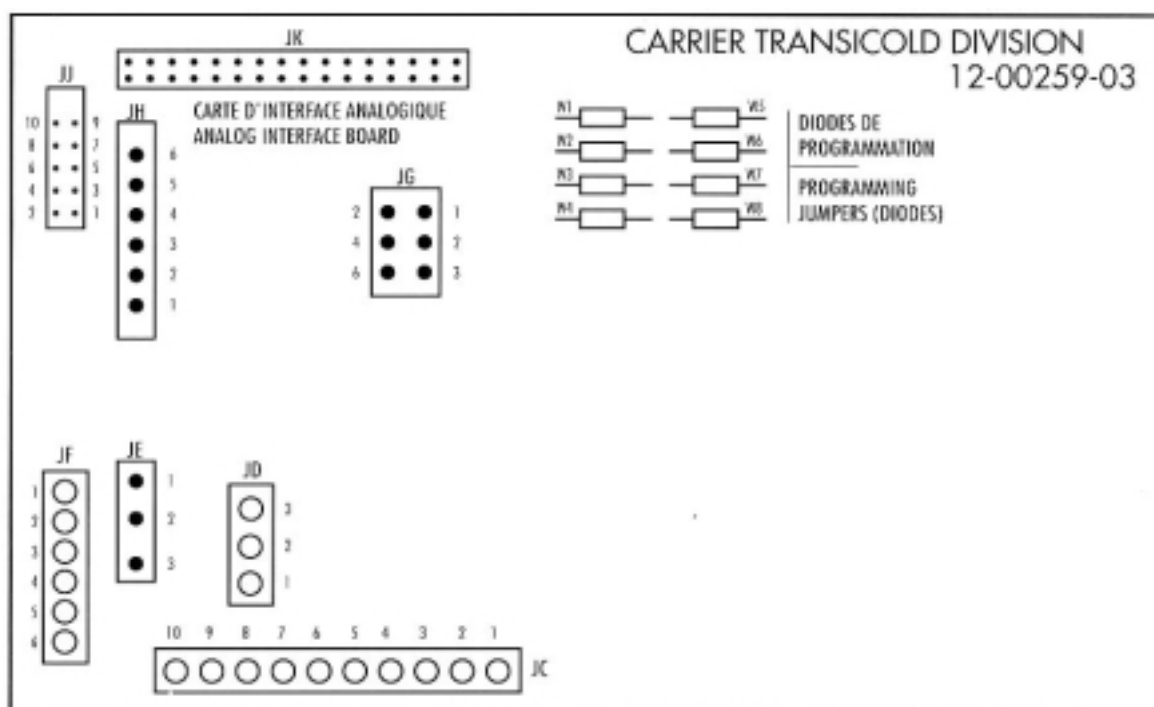 JK
CARRIER TRANSICOLD DIVISION
12-00259-03
JJ
JH
CARTE D'INTERFACE ANALOGIQUE
ANALOG INTERFACE BOARD
10 9
8 7
6 5
4 3
2 1
6
5
4
3
2
1
JG
2 1
4 2
6 3
W1 W5
W2 W6
W3 W7
W4 W8
DIODES DE
PROGRAMMATION
PROGRAMMING
JUMPERS (DIODES)
JF
1
2
3
4
5
6
JE
1
2
3
JD
3
2
1
10 9 8 7 6 5 4 3 2 1
JC